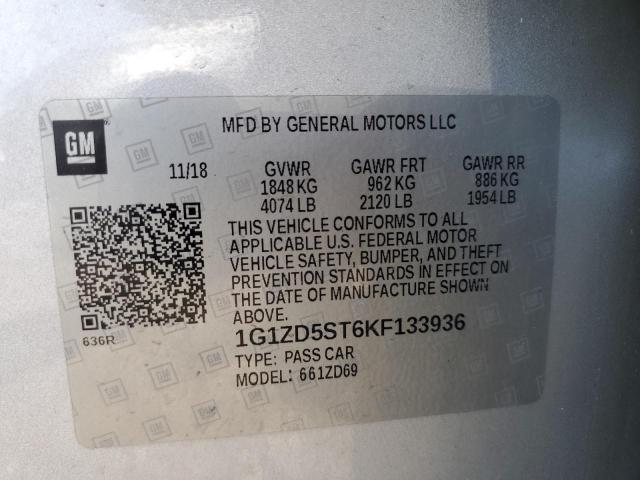 GM
MFD BY GENERAL MOTORS LLC
11/18 GVWR GAWR FRT GAWR RR
1848 KG 962 KG 886 KG
4074 LB 2120 LB 1954 LB
THIS VEHICLE CONFORMS TO ALL
APPLICABLE U.S. FEDERAL MOTOR
VEHICLE SAFETY, BUMPER, AND THEFT
PREVENTION STANDARDS IN EFFECT ON
THE DATE OF MANUFACTURE SHOWN
ABOVE.
636R
1G1ZD5ST6KF133936
TYPE: PASS CAR
MODEL: 661ZD69